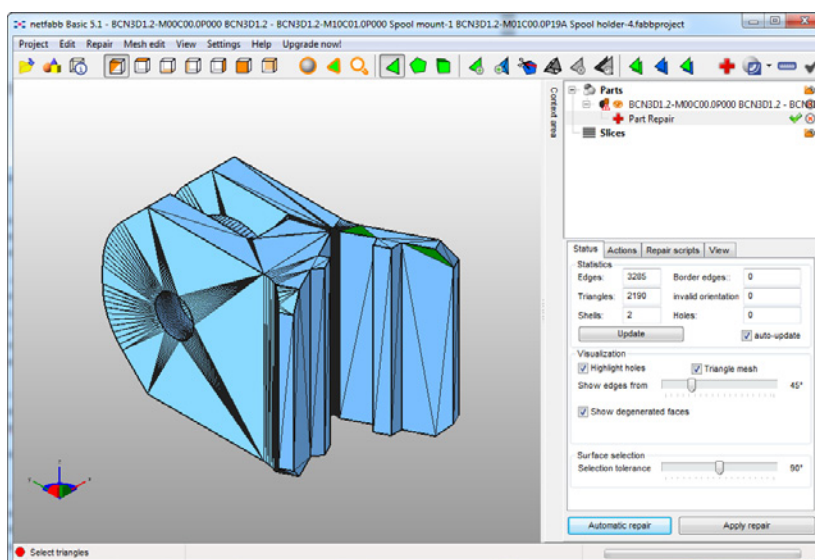 netfabb Basic 5.1 - BCN3D1.2-M00C00.0P000 BCN3D1.2 - BCN3D1.2-M10C01.0P000 Spool mount-1 BCN3D1.2-M01C00.0P19A Spool holder-4.fabbproject
Project Edit Repair Mesh edit View Settings Help Upgrade now!
Context area
Parts
BCN3D1.2-M00C00.0P000 BCN3D1.2 -
Part Repair
Slices
Status Actions Repair scripts View
Statistics
Edges: 3285 Border edges:: 0
Triangles: 2190 invalid orientation 0
Shells: 2 Holes: 0
Update auto-update
Visualization
Highlight holes Triangle mesh
Show edges from 45°
Show degenerated faces
Surface selection
Selection tolerance 90°
Automatic repair Apply repair
Select triangles